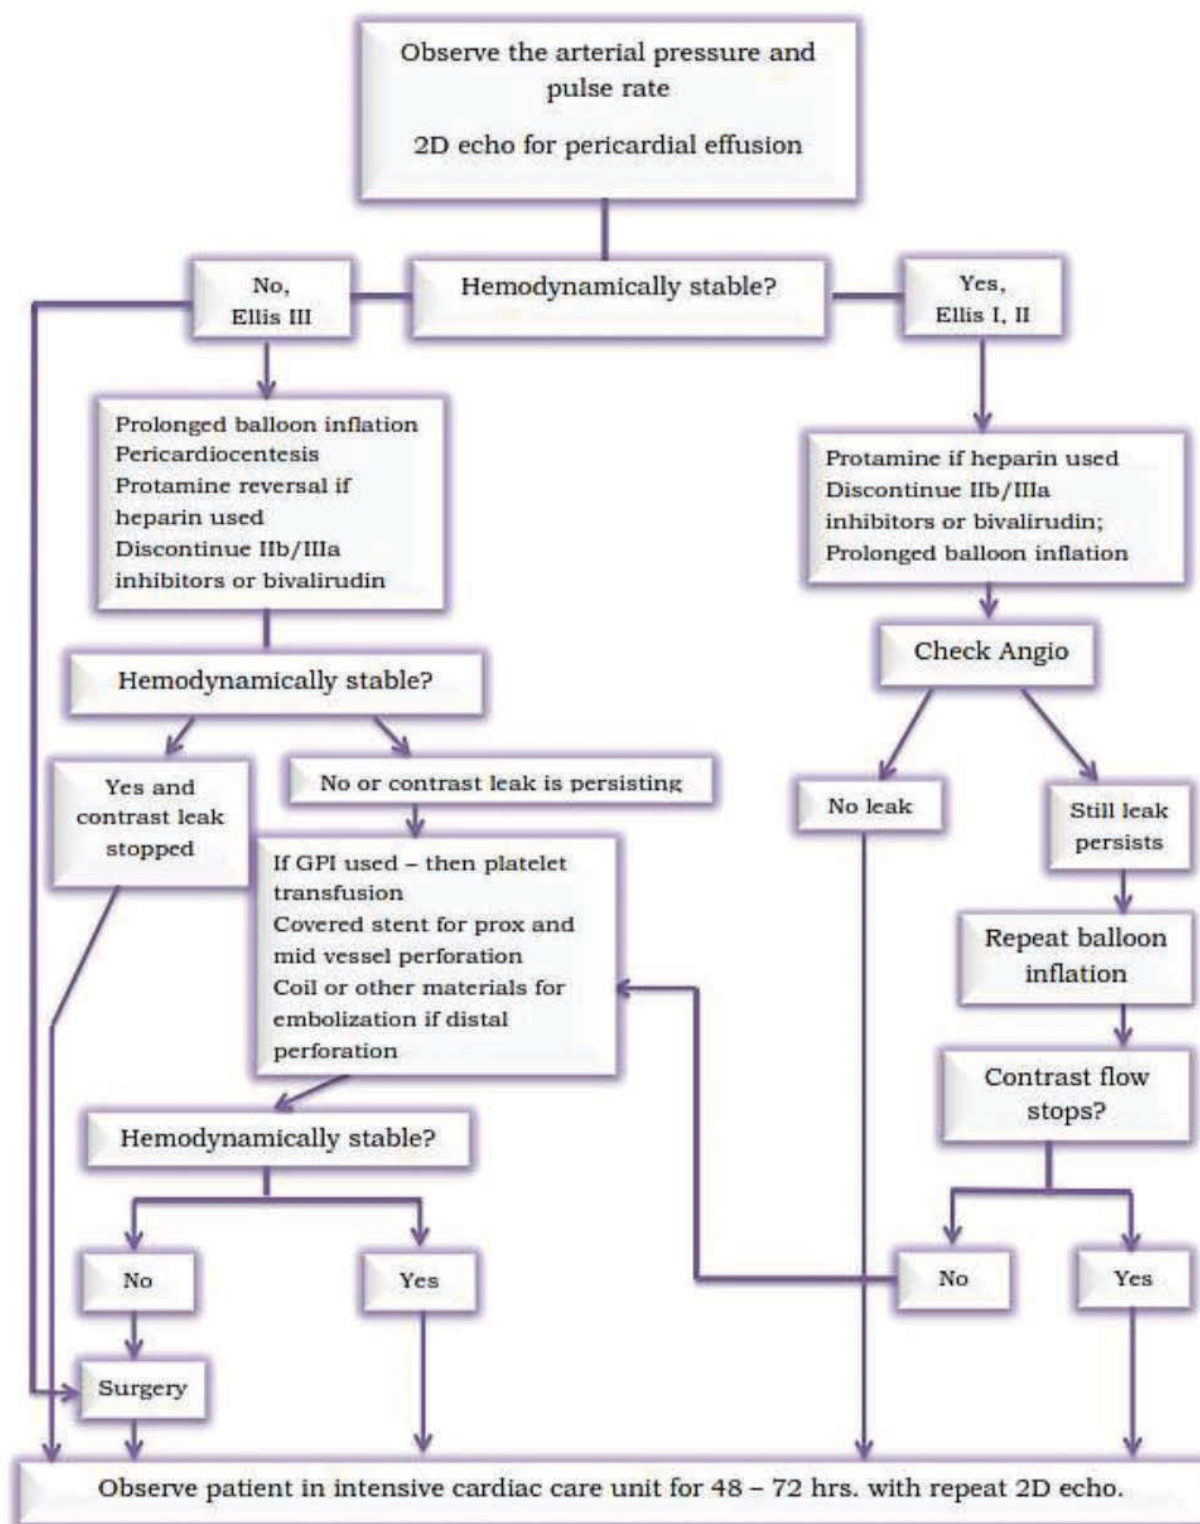 Observe the arterial pressure and
pulse rate
2D echo for pericardial effusion
No,
Ellis III
Hemodynamically stable?
Yes,
Ellis I, II
Prolonged balloon inflation
Pericardiocentesis
Protamine reversal if
heparin used
Discontinue IIb/IIIa
inhibitors or bivalirudin
Protamine if heparin used
Discontinue IIb/IIIa
inhibitors or bivalirudin;
Prolonged balloon inflation
Hemodynamically stable?
Check Angio
Yes and
contrast leak
stopped
No or contrast leak is persisting
No leak
Still leak
persists
If GPI used – then platelet
transfusion
Covered stent for prox and
mid vessel perforation
Coil or other materials for
embolization if distal
perforation
Repeat balloon
inflation
Contrast flow
stops?
Hemodynamically stable?
No
Yes
No
Yes
Surgery
Observe patient in intensive cardiac care unit for 48 – 72 hrs. with repeat 2D echo.